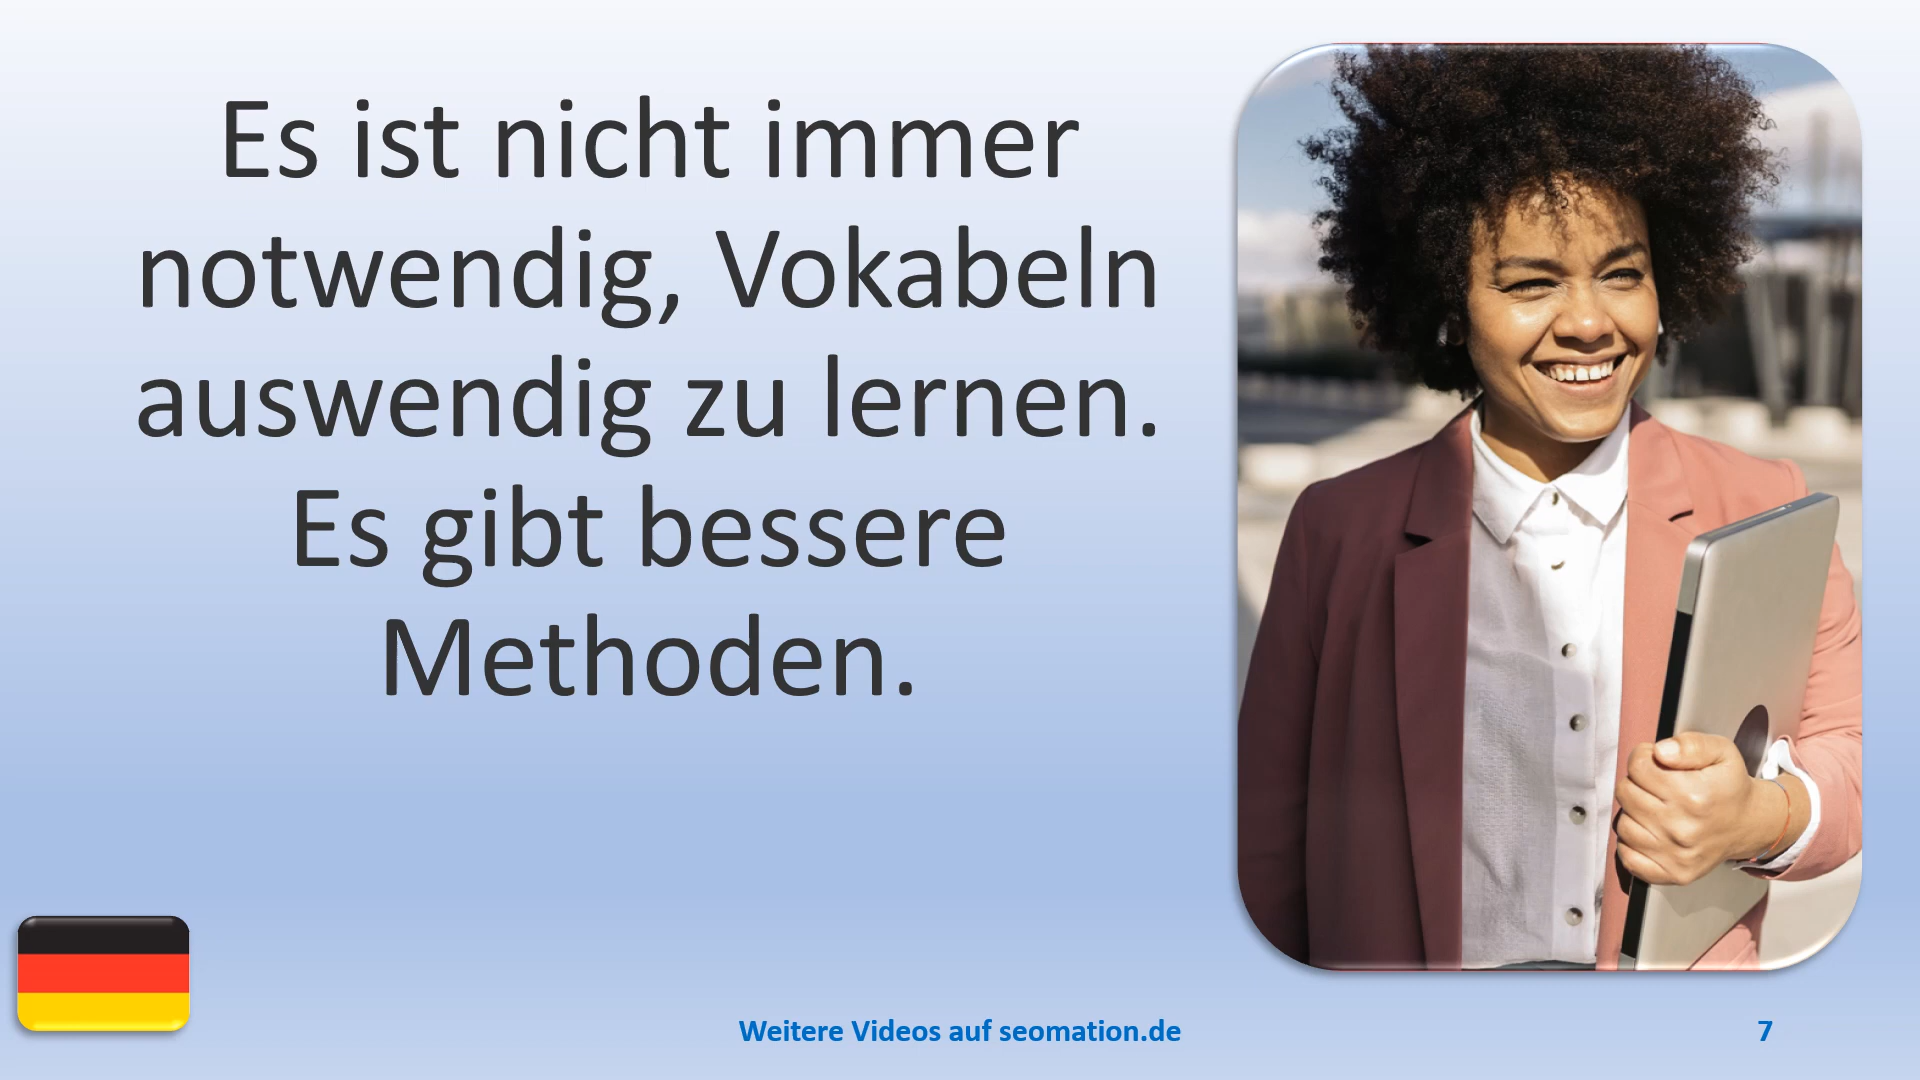 Es ist nicht immer
notwendig, Vokabeln
auswendig zu lernen.
Es gibt bessere
Methoden.
Weitere Videos auf seomation.de
7